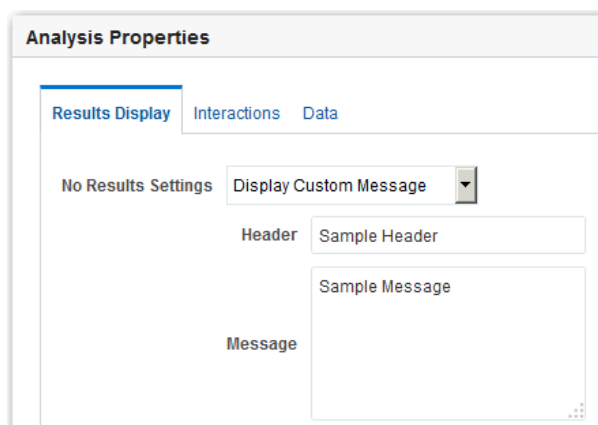 Analysis Properties
Results Display Interactions Data
No Results Settings Display Custom Message
Header Sample Header
Sample Message
Message